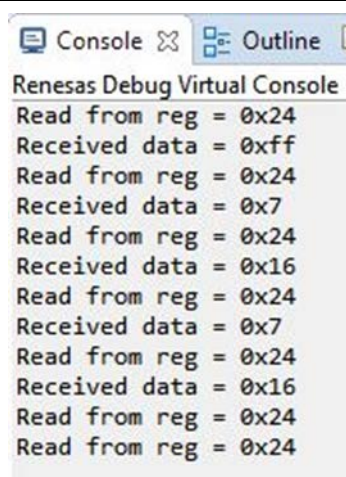 Console Outline
Renesas Debug Virtual Console
Read from reg = 0x24
Received data = 0xff
Read from reg = 0x24
Received data = 0x7
Read from reg = 0x24
Received data = 0x16
Read from reg = 0x24
Received data = 0x7
Read from reg = 0x24
Received data = 0x16
Read from reg = 0x24
Read from reg = 0x24